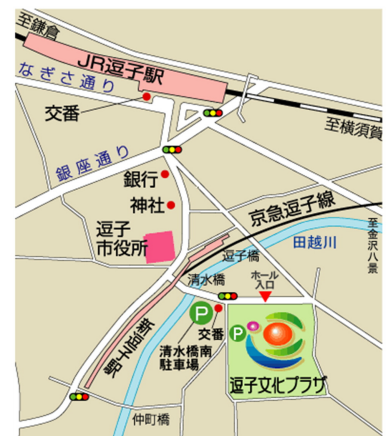 至鎌倉
JR逗子駅
なぎさ通り
交番
至横須賀
銀座通り
銀行
神社
京急逗子線
逗子
市役所
田越川
至金沢八景
逗子橋
清水橋
ホール
入口
P
交番
清水橋南
駐車場
P
新逗子駅
逗子文化プラザ
仲町橋